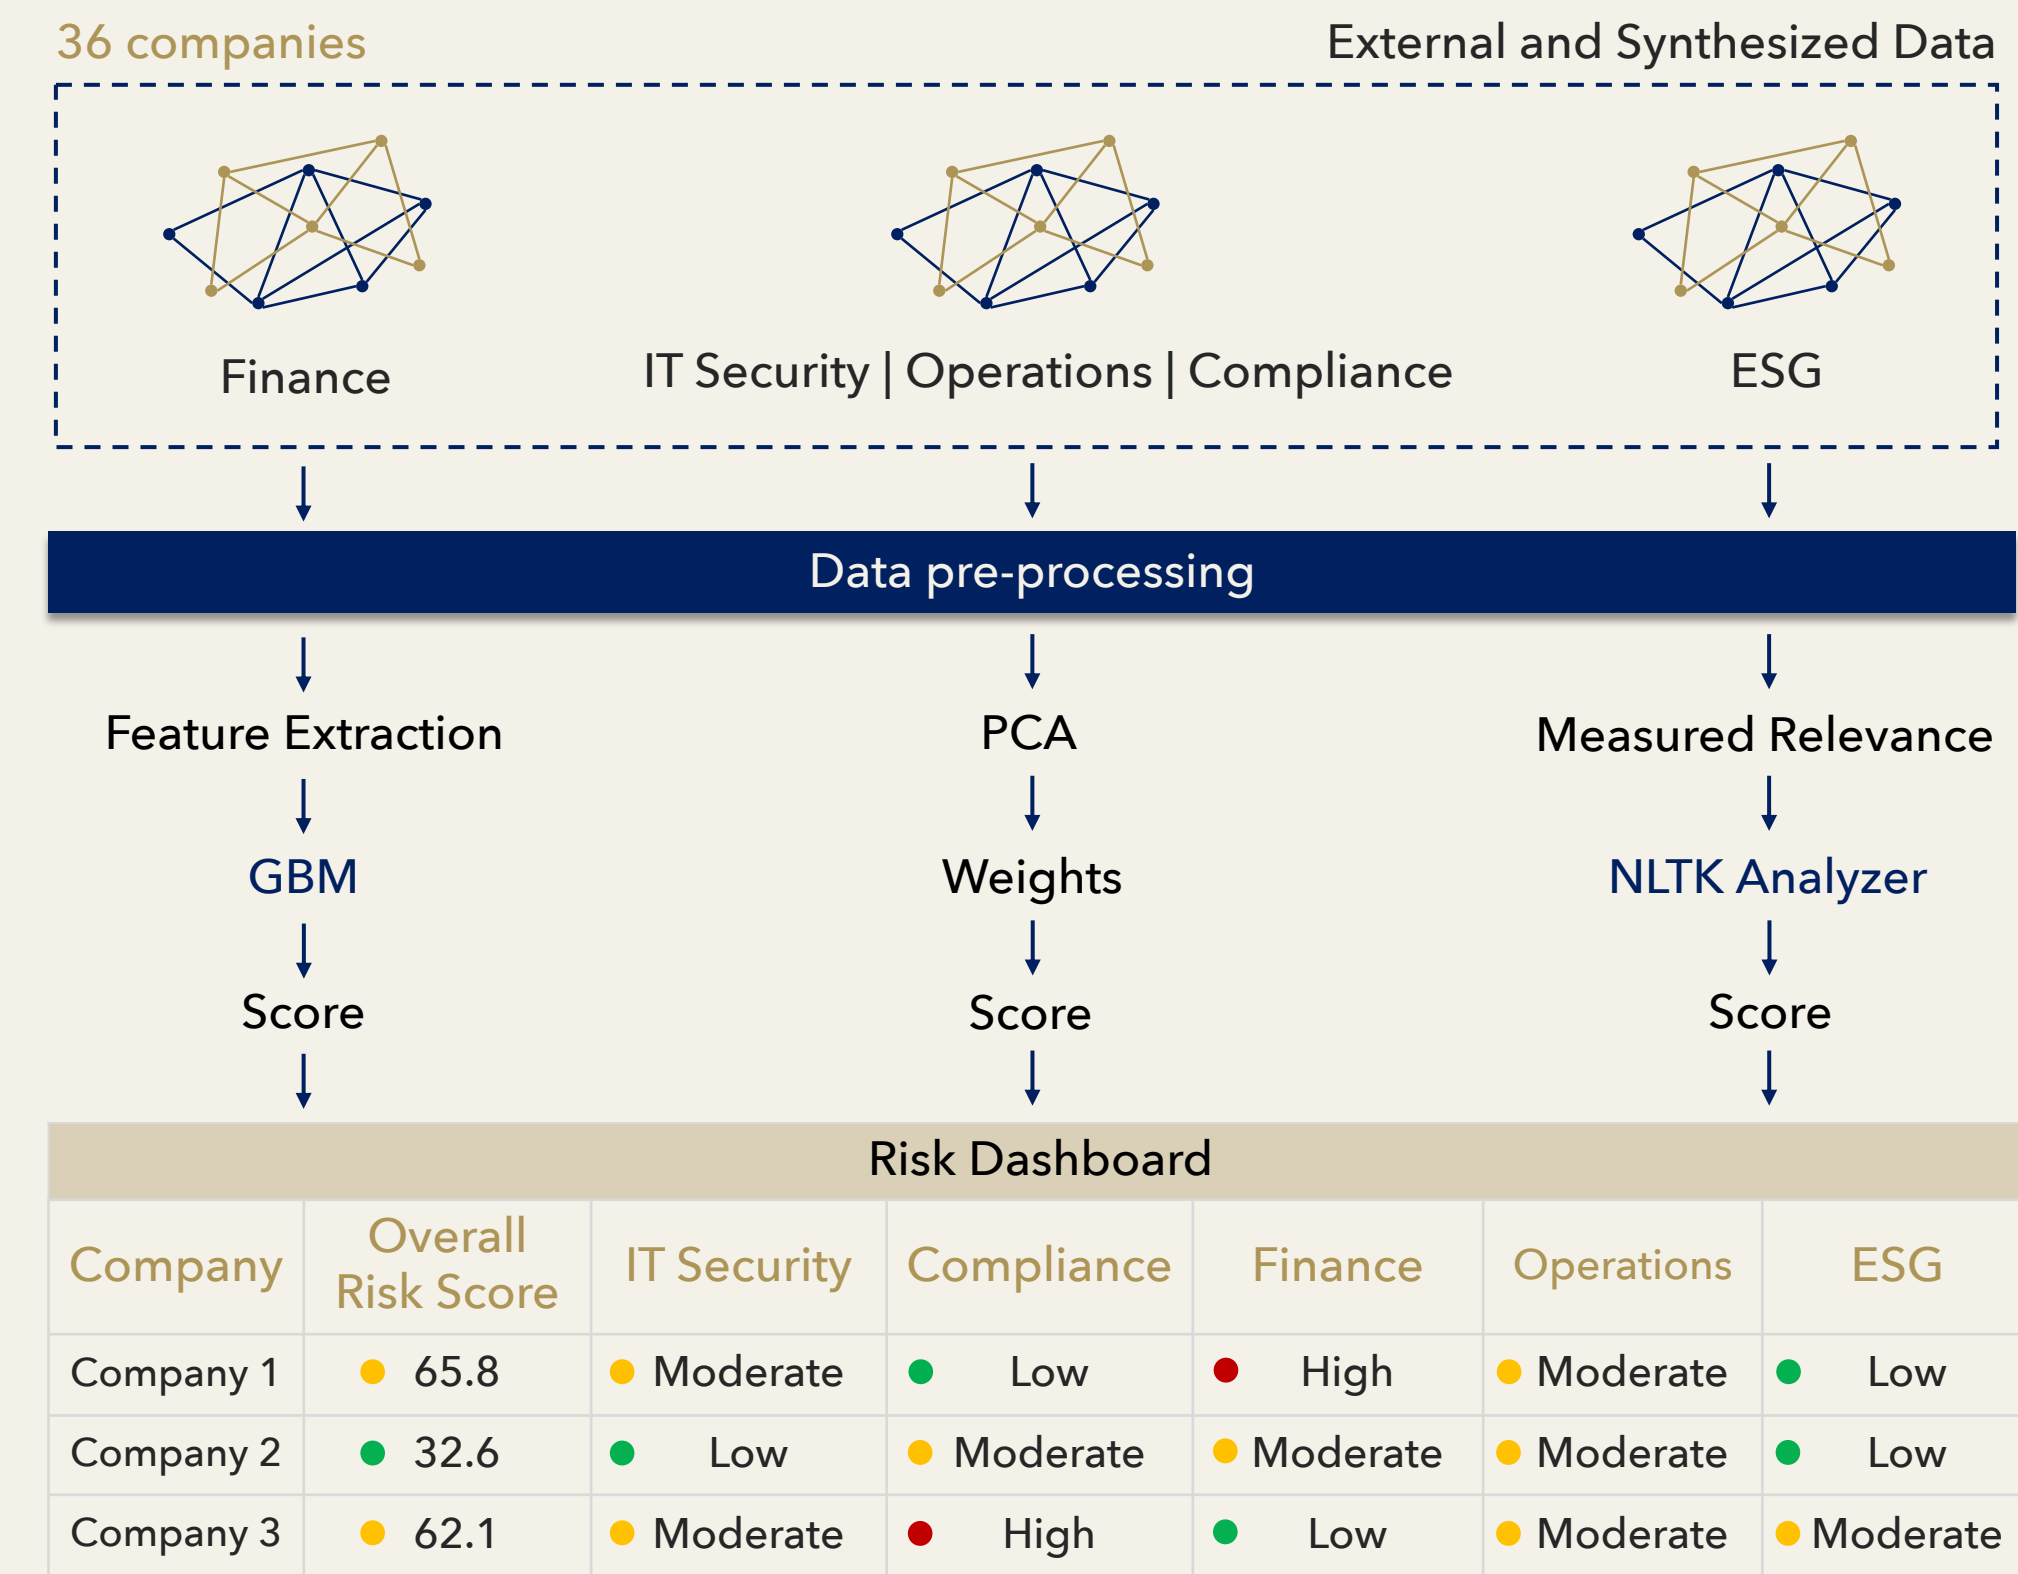 36 companies
External and Synthesized Data
Finance
IT Security | Operations | Compliance
ESG
Data pre-processing
Feature Extraction
PCA
Measured Relevance
GBM
Weights
NLTK Analyzer
Score
Score
Score
Risk Dashboard
Company
Overall
Risk Score
IT Security
Compliance
Finance
Operations
ESG
Company 1 65.8 Moderate Low High Moderate Low
Company 2 32.6 Low Moderate Moderate Moderate Low
Company 3 62.1 Moderate High Low Moderate Moderate